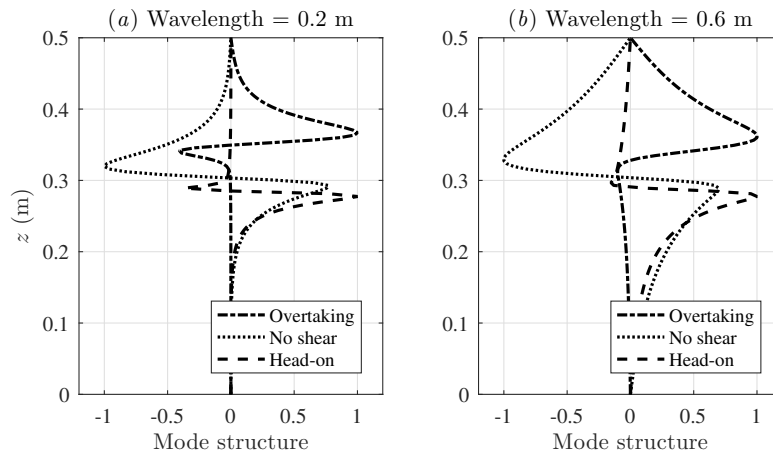 (a) Wavelength = 0.2 m
(b) Wavelength = 0.6 m
z (m)
0.5
0.4
0.3
0.2
0.1
0
-1
-0.5
0
0.5
1
Mode structure
Overtaking
No shear
Head-on
0.5
0.4
0.3
0.2
0.1
0
-1
-0.5
0
0.5
1
Mode structure
Overtaking
No shear
Head-on